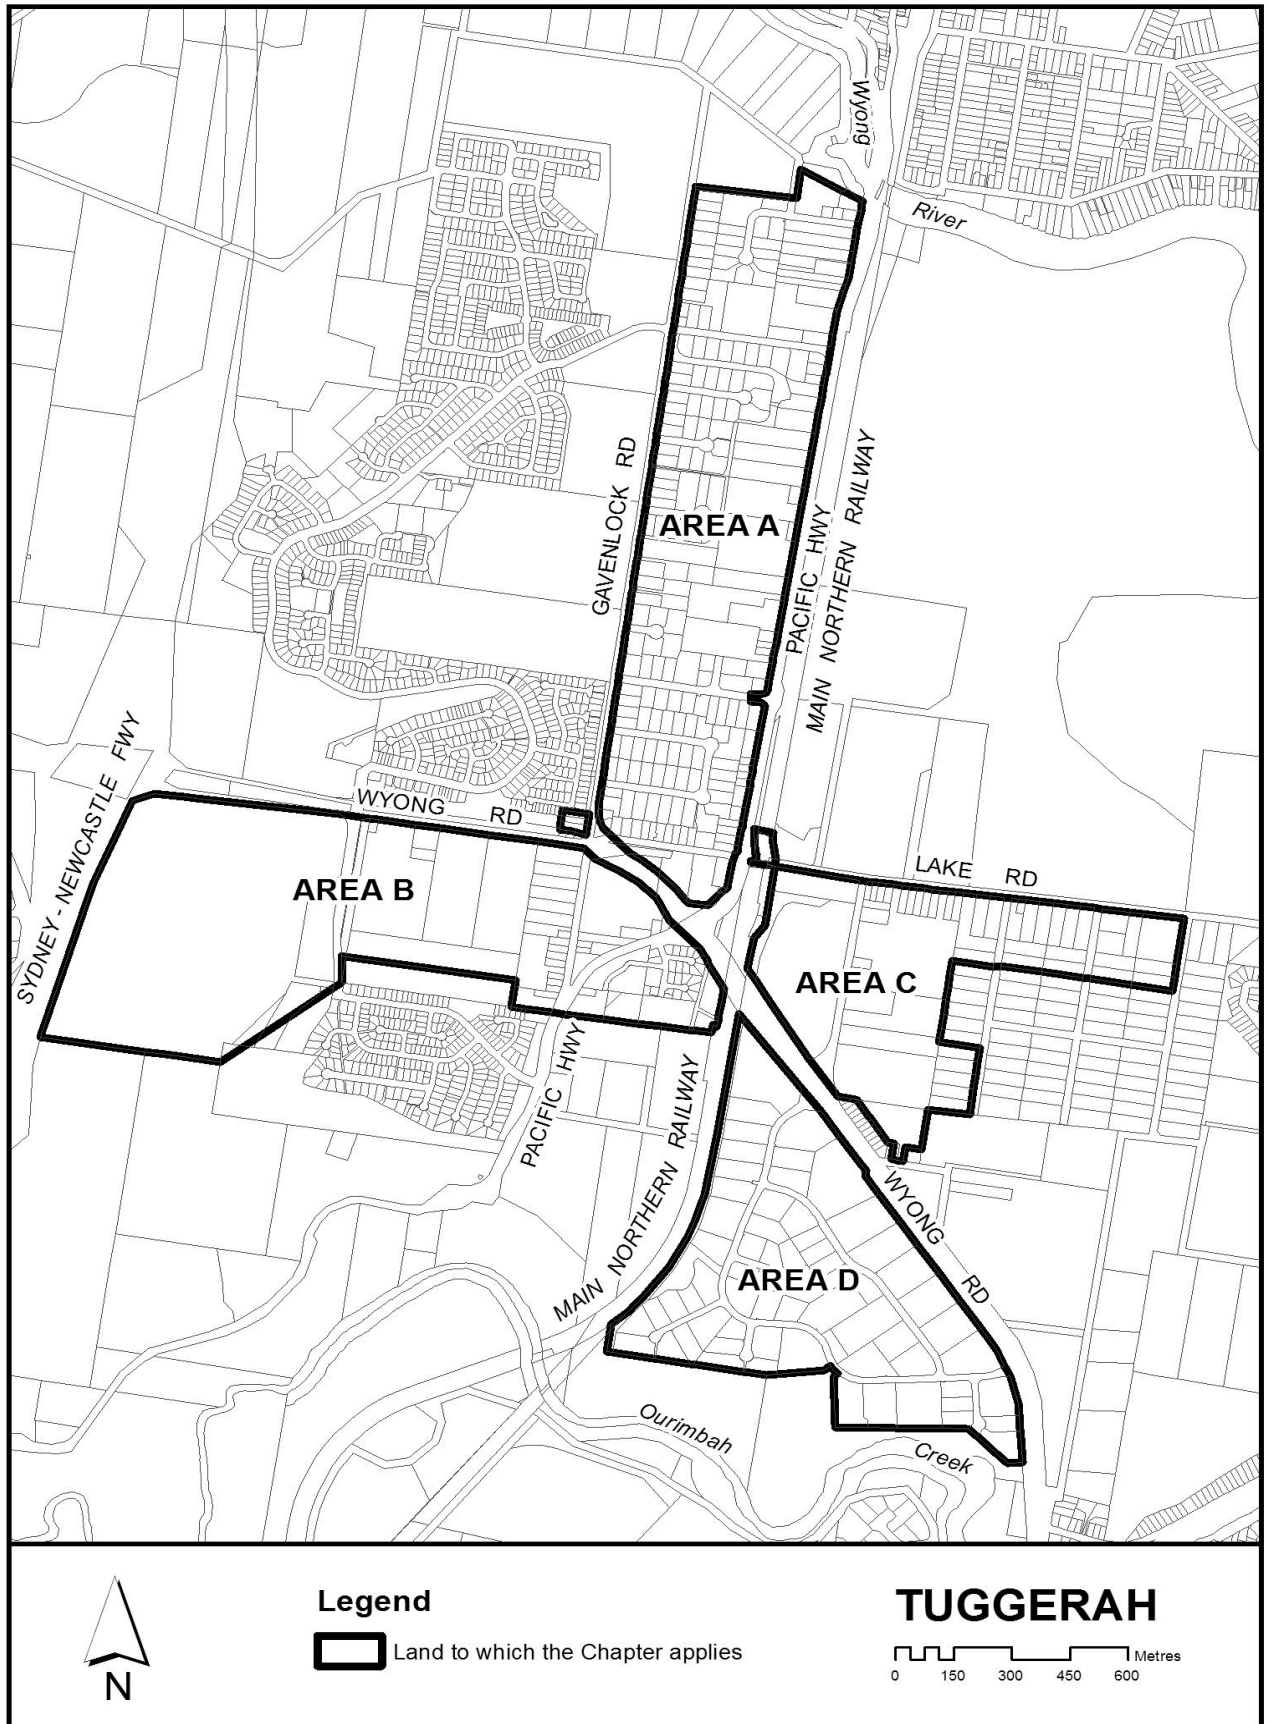 Wyong
River
GAVENLOCK RD
AREA A
PACIFIC HWY
MAIN NORTHERN RAILWAY
SYDNEY - NEWCASTLE FWY
WYONG RD
AREA B
LAKE RD
AREA C
PACIFIC HWY
MAIN NORTHERN RAILWAY
WYONG RD
AREA D
Ourimbah
Creek
N
Legend
Land to which the Chapter applies
TUGGERAH
Metres
0 150 300 450 600